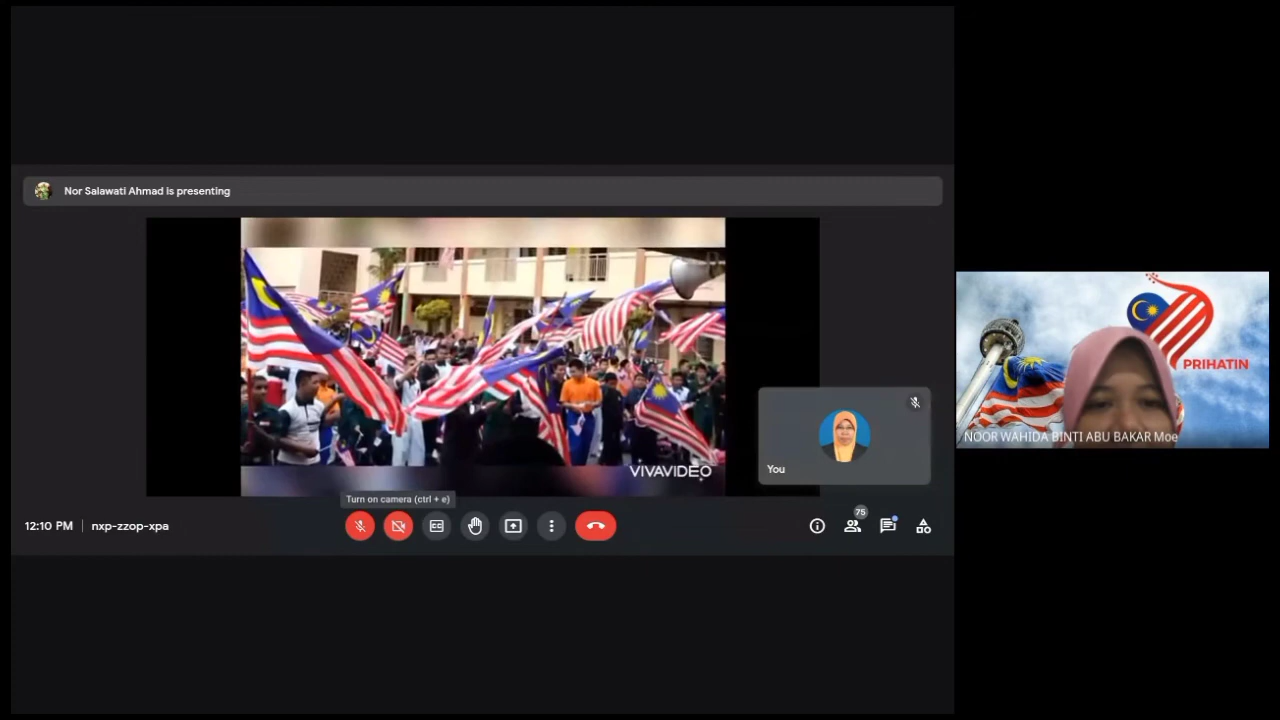 Nor Salawati Ahmad is presenting
VIVAVIDEO
You
Turn on camera (ctrl + e)
12:10 PM | nxp-zzop-xpa
CC
75
PRIHATIN
NOOR WAHIDA BINTI ABU BAKAR Moe